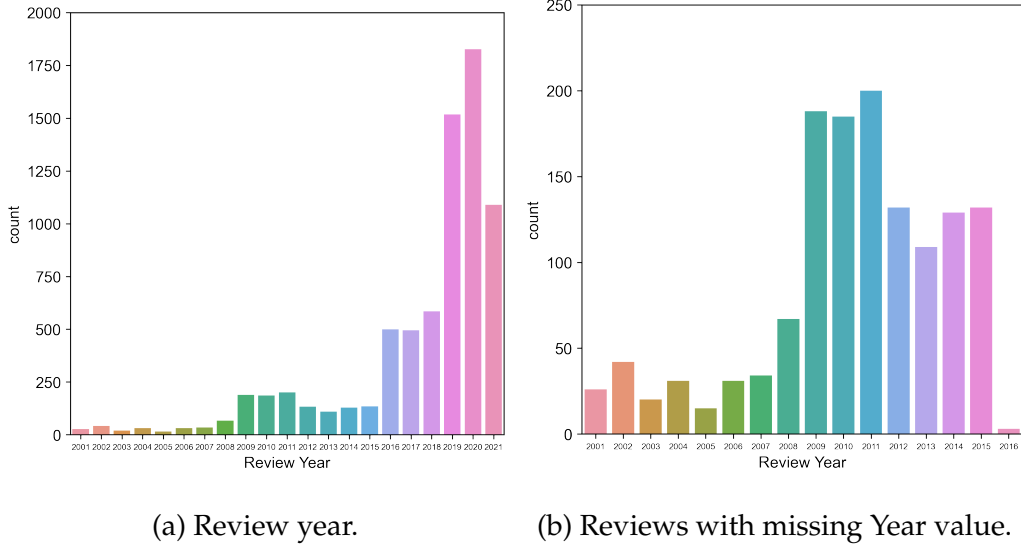 2000
1750
1500
1250
1000
750
500
250
0
count
2001 2002 2003 2004 2005 2006 2007 2008 2009 2010 2011 2012 2013 2014 2015 2016 2017 2018 2019 2020 2021
Review Year
(a) Review year.
250
200
150
100
50
0
count
2001 2002 2003 2004 2005 2006 2007 2008 2009 2010 2011 2012 2013 2014 2015 2016
Review Year
(b) Reviews with missing Year value.